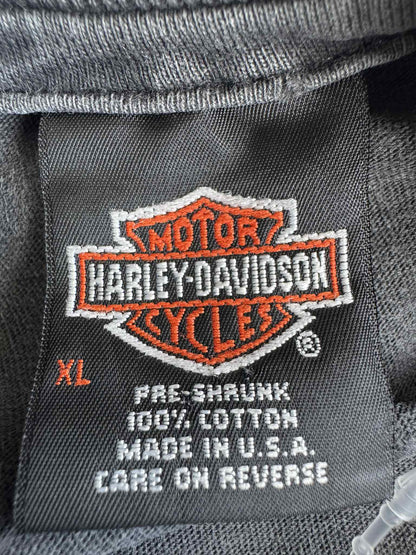 MOTOR
HARLEY-DAVIDSON
CYCLES
®
XL
PRE-SHRUNK
100% COTTON
MADE IN U.S.A.
CARE ON REVERSE